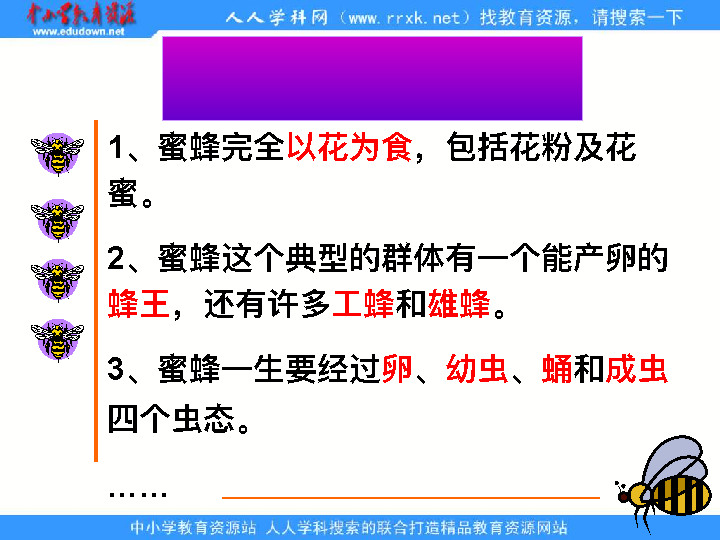 中小学教育资源
www.edudown.net
人人学科网（www.rrxk.net）找教育资源，请搜索一下
1、蜜蜂完全以花为食，包括花粉及花
蜜。
2、蜜蜂这个典型的群体有一个能产卵的
蜂王，还有许多工蜂和雄蜂。
3、蜜蜂一生要经过卵、幼虫、蛹和成虫
四个虫态。
……
中小学教育资源站 人人学科搜索的联合打造精品教育资源网站